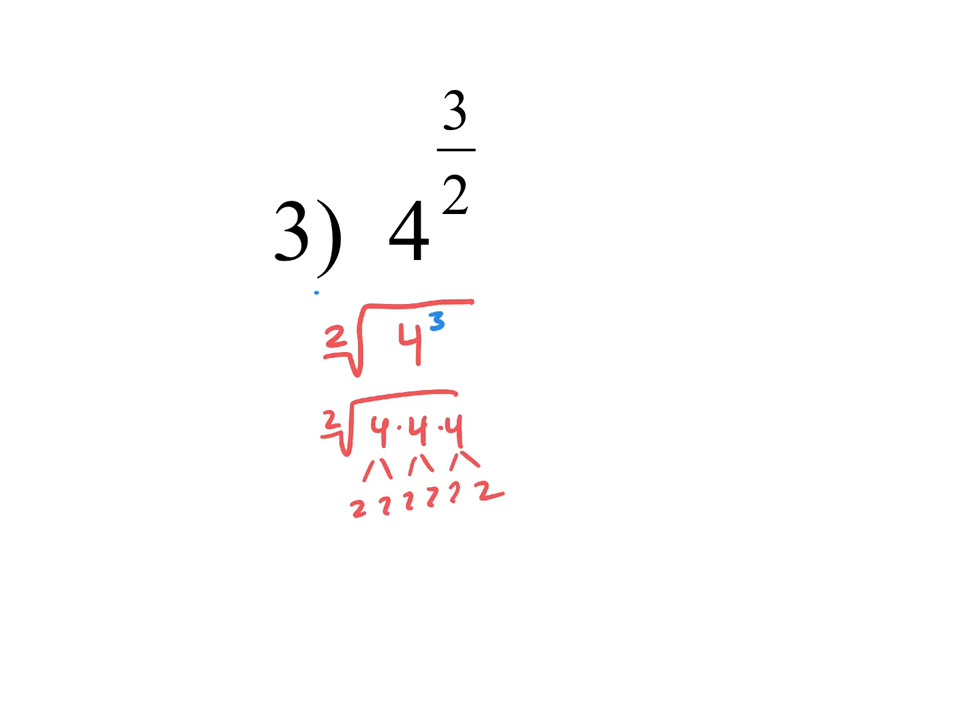 3) 4^(3/2)
²√4³
²√4·4·4
2 2 2 2 2 2